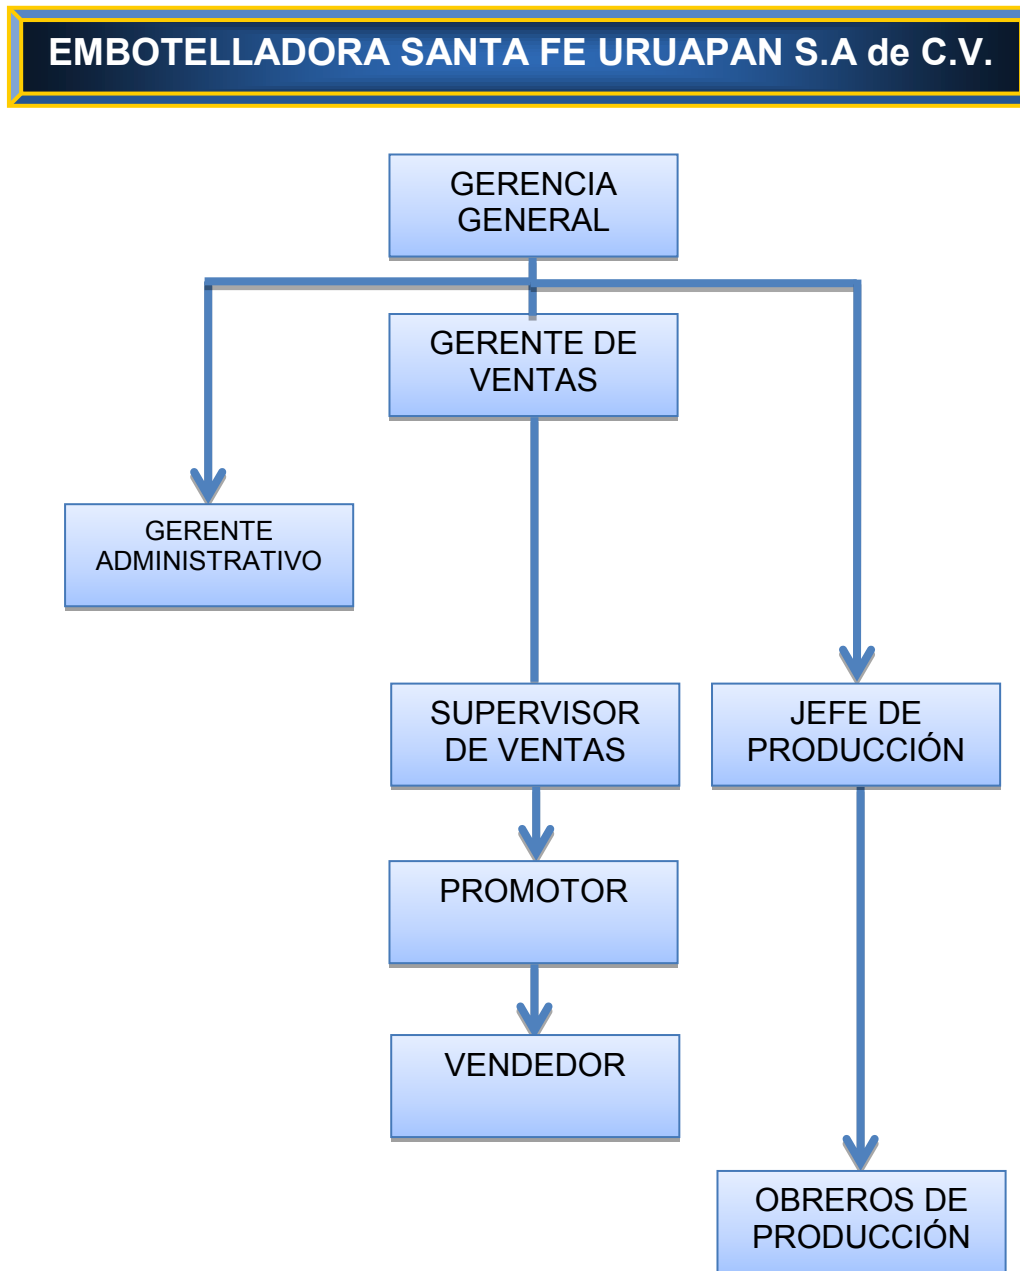 EMBOTELLADORA SANTA FE URUAPAN S.A de C.V.
GERENCIA
GENERAL
GERENTE DE
VENTAS
GERENTE
ADMINISTRATIVO
SUPERVISOR
DE VENTAS
JEFE DE
PRODUCCIÓN
PROMOTOR
VENDEDOR
OBREROS DE
PRODUCCIÓN